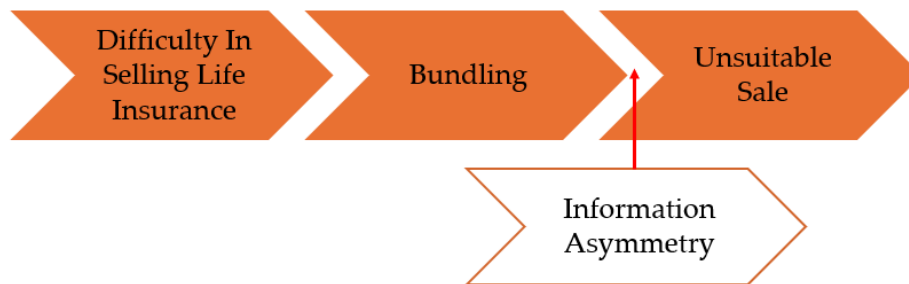 Difficulty In
Selling Life
Insurance
Bundling
Unsuitable
Sale
Information
Asymmetry